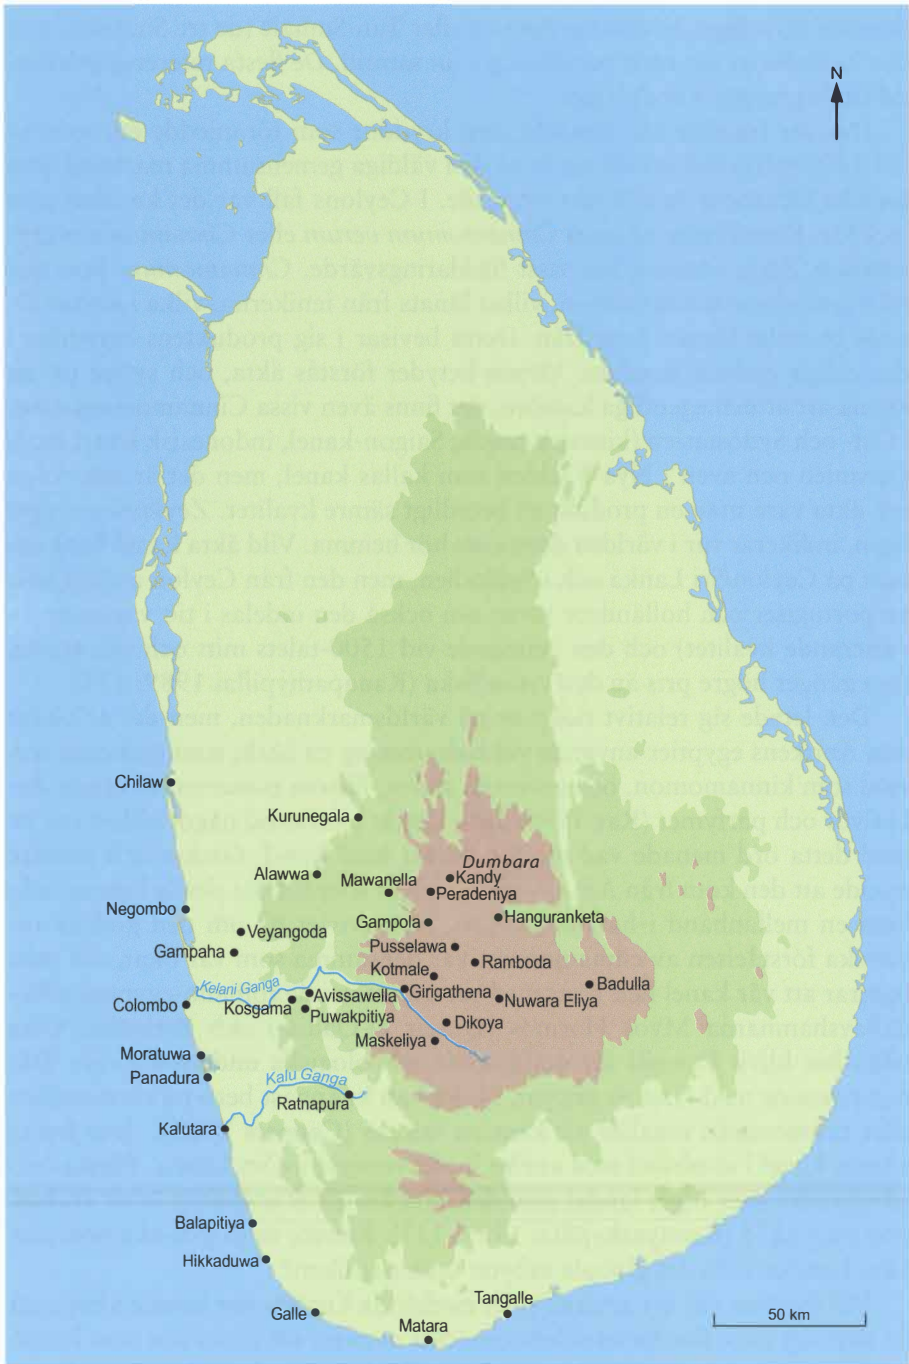 N
Chilaw
Kurunegala
Dumbara
Alawwa
Mawanella
Kandy
Peradeniya
Negombo
Gampola
Hanguranketa
Veyangoda
Pusselawa
Gampaha
Ramboda
Kotmale
Badulla
Kelani Ganga
Avissawella
Girigathena
Colombo
Kosgama
Nuwara Eliya
Puwakpitiya
Dikoya
Maskeliya
Moratuwa
Panadura
Kalu Ganga
Ratnapura
Kalutara
Balapitiya
Hikkaduwa
Tangalle
Galle
Matara
50 km